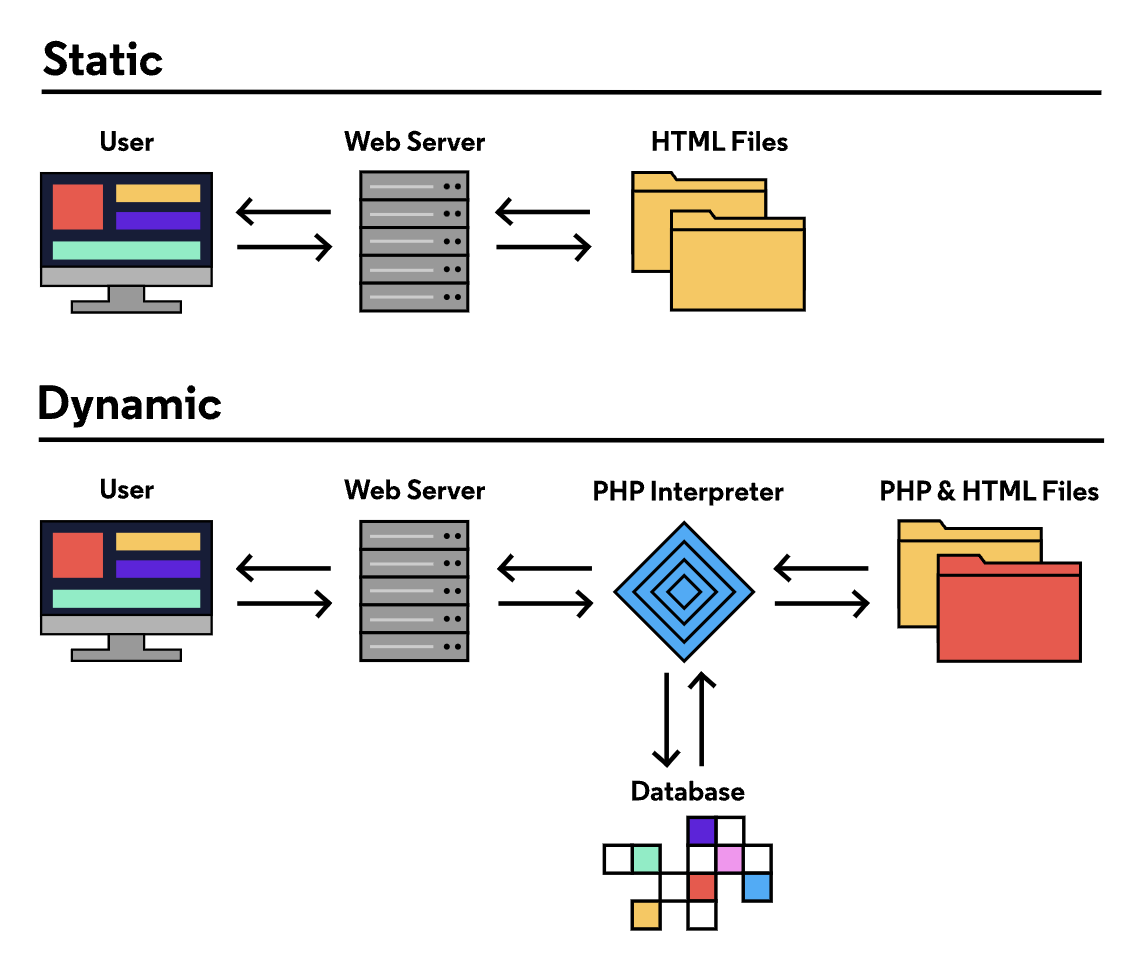 Static
User
Web Server
HTML Files
Dynamic
User
Web Server
PHP Interpreter
PHP & HTML Files
Database